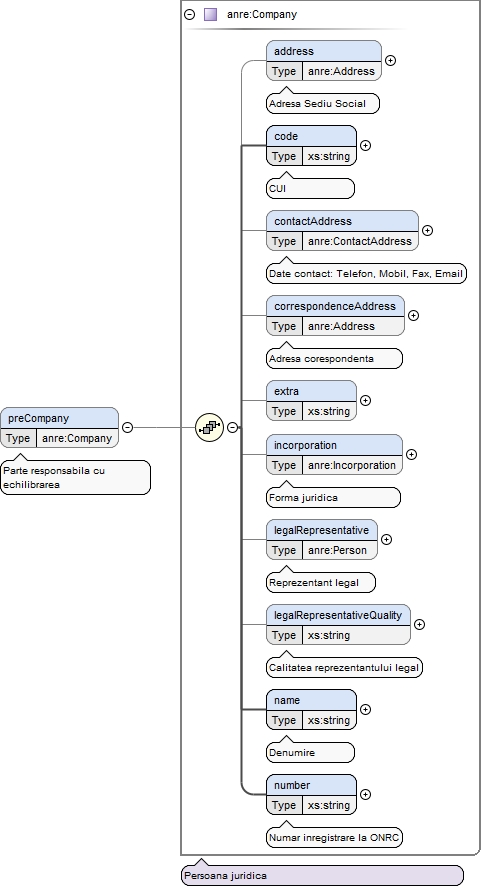 anre:Company
address
Type anre:Address
Adresa Sediu Social
code
Type xs:string
CUI
contactAddress
Type anre:ContactAddress
Date contact: Telefon, Mobil, Fax, Email
correspondenceAddress
Type anre:Address
Adresa corespondenta
extra
Type xs:string
preCompany
Type anre:Company
Parte responsabila cu
echilibrarea
incorporation
Type anre:Incorporation
Forma juridica
legalRepresentative
Type anre:Person
Reprezentant legal
legalRepresentativeQuality
Type xs:string
Calitatea reprezentantului legal
name
Type xs:string
Denumire
number
Type xs:string
Numar inregistrare la ONRC
Persoana juridica